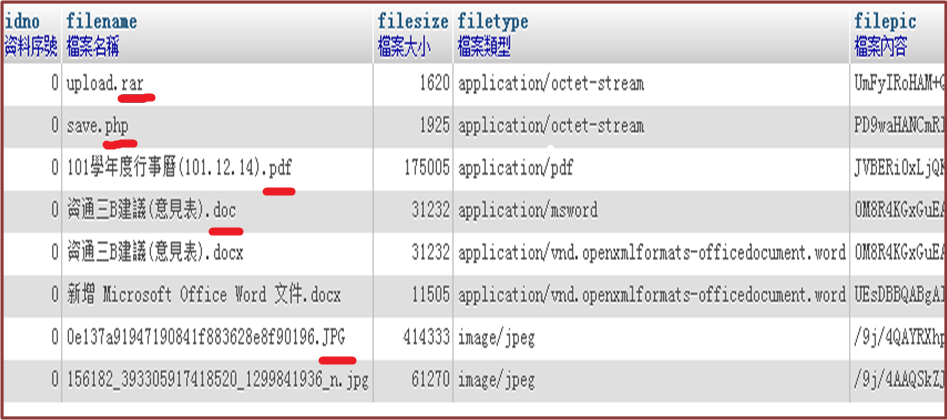 idno filename filesize filetype filepic
資料序號 檔案名稱 檔案大小 檔案類型 檔案內容
0 upload.rar 1620 application/octet-stream UmFyIRoHAM+
0 save.php 1925 application/octet-stream PD9waHANCmR
0 101學年度行事曆(101.12.14).pdf 175005 application/pdf JVBERi0xLjQ
0 資通三B建議(意見表).doc 31232 application/msword 0M8R4KGxGuEA
0 資通三B建議(意見表).docx 31232 application/vnd.openxmlformats-officedocument.word 0M8R4KGxGuEA
0 新增 Microsoft Office Word 文件.docx 11505 application/vnd.openxmlformats-officedocument.word UEsDBBQABgA
0 0e137a91947190841f883628e8f90196.JPG 414333 image/jpeg /9j/4QAYRXhp
0 156182_393305917418520_1299841936_n.jpg 61270 image/jpeg /9j/4AAQSkZJ